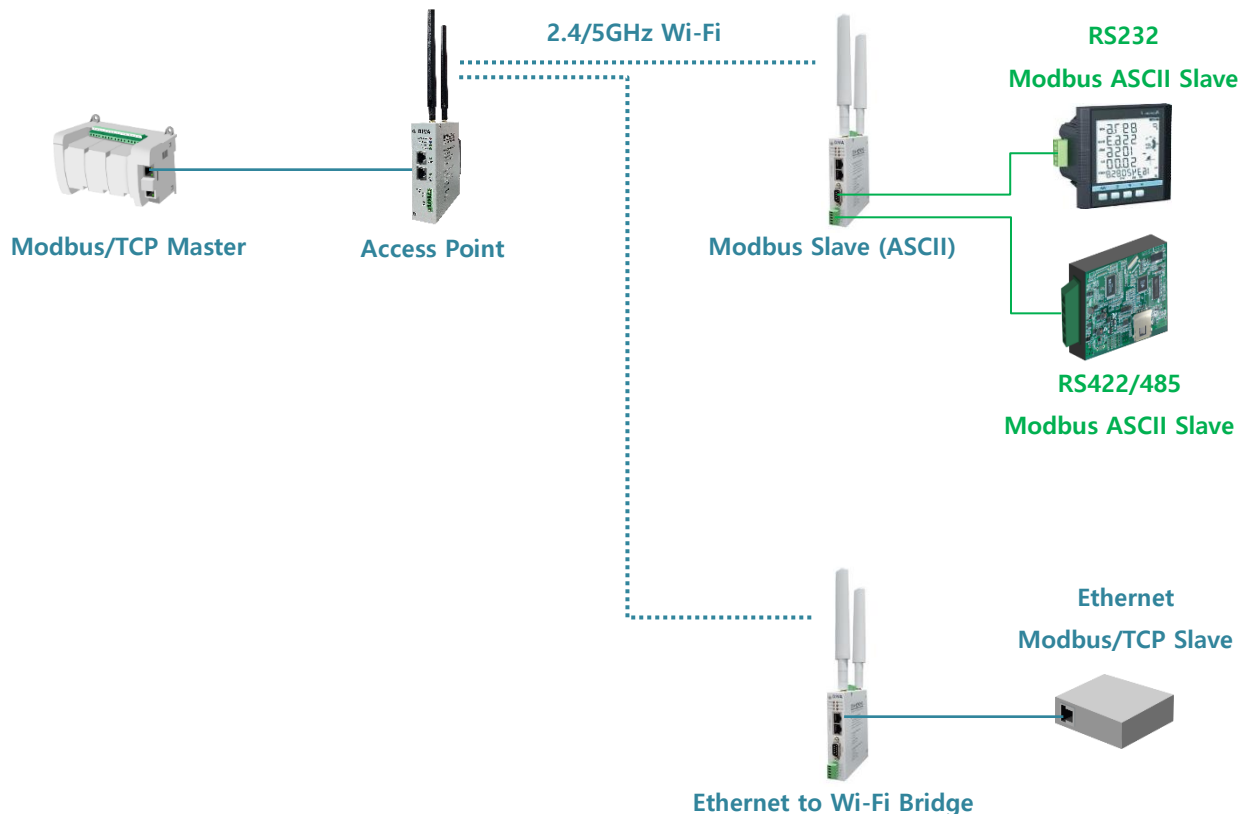 2.4/5GHz Wi-Fi
RS232
Modbus ASCII Slave
Modbus/TCP Master
Access Point
Modbus Slave (ASCII)
RS422/485
Modbus ASCII Slave
Ethernet
Modbus/TCP Slave
Ethernet to Wi-Fi Bridge